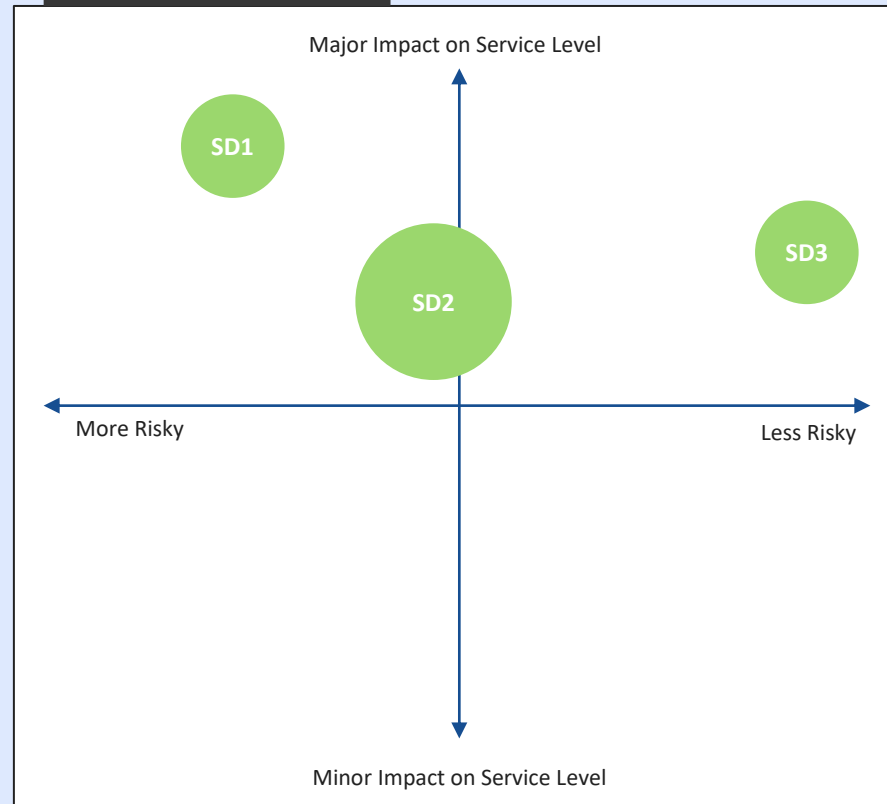 Major Impact on Service Level
SD1
SD3
SD2
More Risky
Less Risky
Minor Impact on Service Level